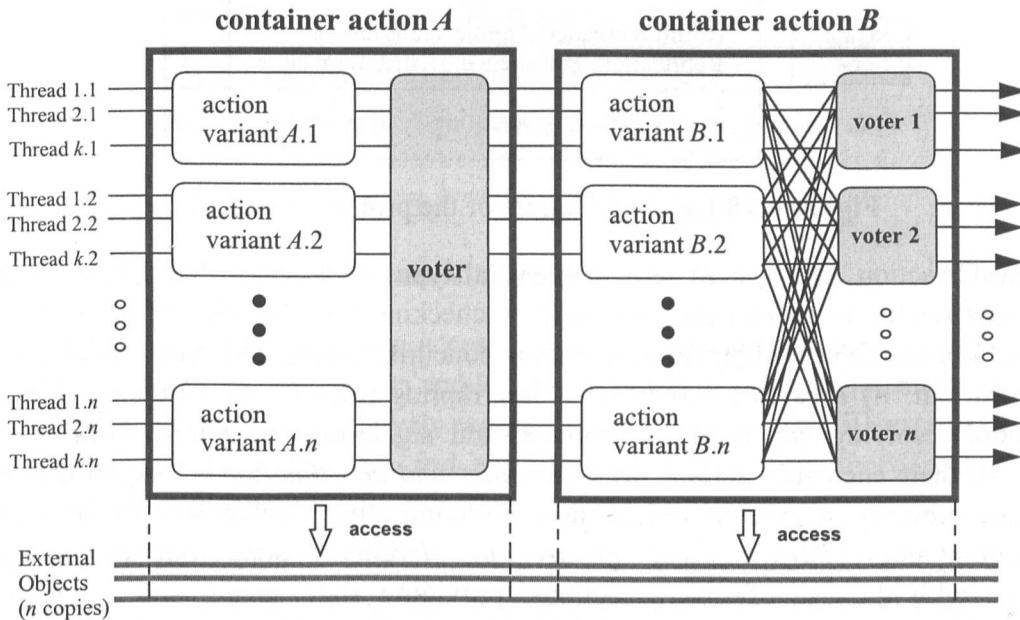 container action A
container action B
Thread 1.1
Thread 2.1
Thread k.1
Thread 1.2
Thread 2.2
Thread k.2
Thread 1.n
Thread 2.n
Thread k.n
action
variant A.1
action
variant A.2
action
variant A.n
voter
action
variant B.1
action
variant B.2
action
variant B.n
voter 1
voter 2
voter n
access
access
External
Objects
(n copies)